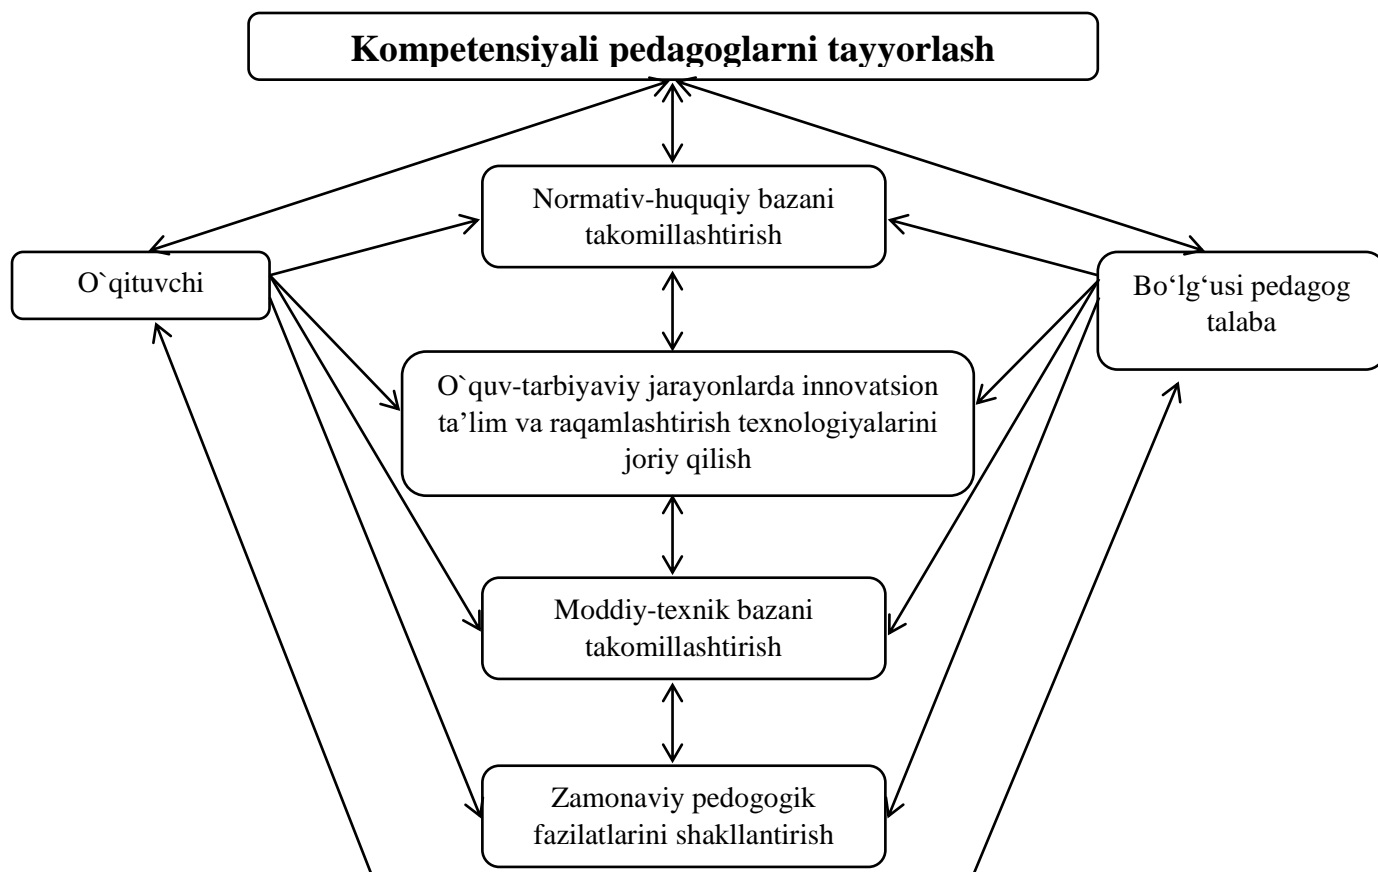 Kompetensiyali pedagoglarni tayyorlash
Normativ-huquqiy bazani
takomillashtirish
O`qituvchi
Bo‘lg‘usi pedagog
talaba
O`quv-tarbiyaviy jarayonlarda innovatsion
ta’lim va raqamlashtirish texnologiyalarini
joriy qilish
Moddiy-texnik bazani
takomillashtirish
Zamonaviy pedogogik
fazilatlarini shakllantirish